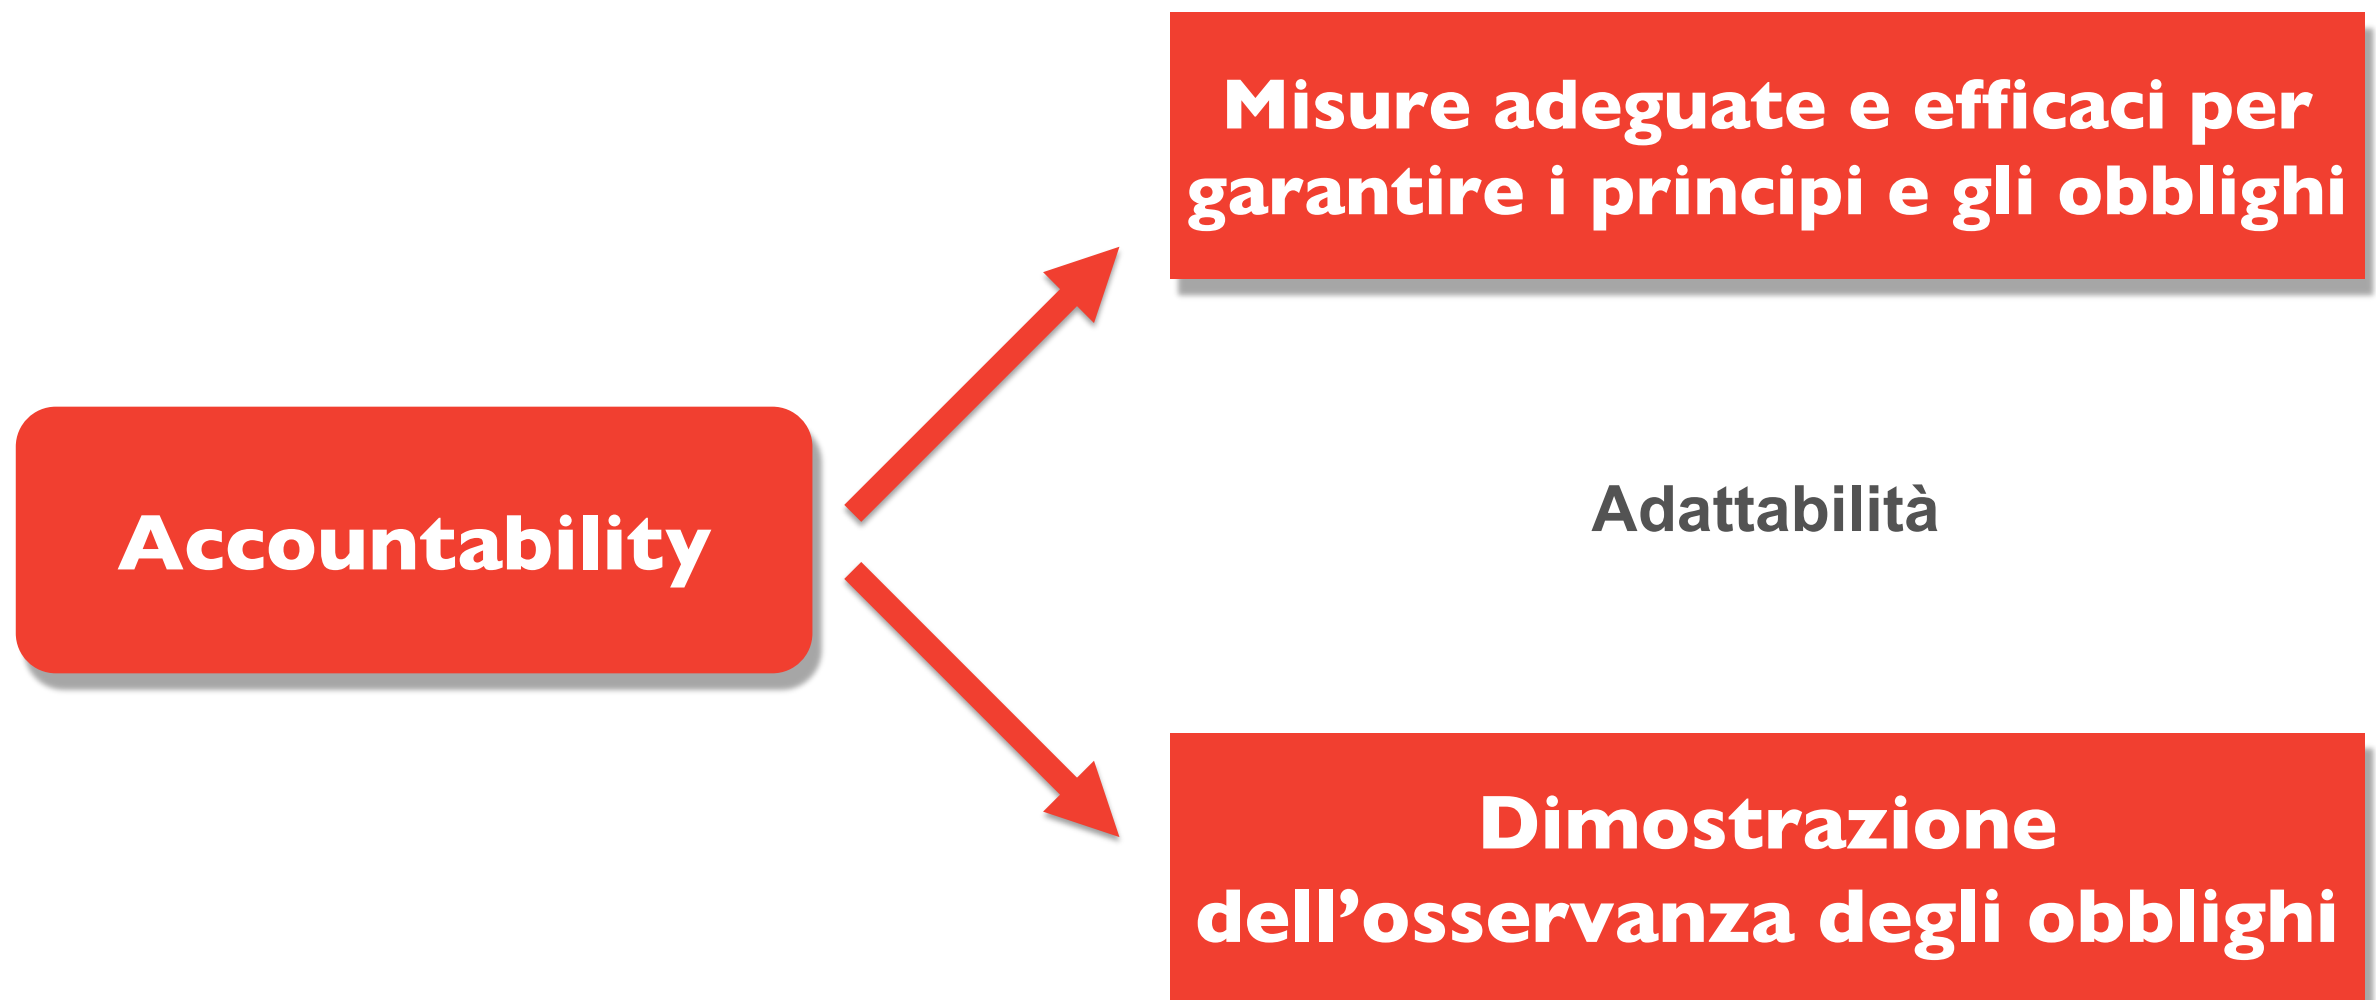 Misure adeguate e efficaci per
garantire i principi e gli obblighi
Accountability
Adattabilità
Dimostrazione
dell’osservanza degli obblighi